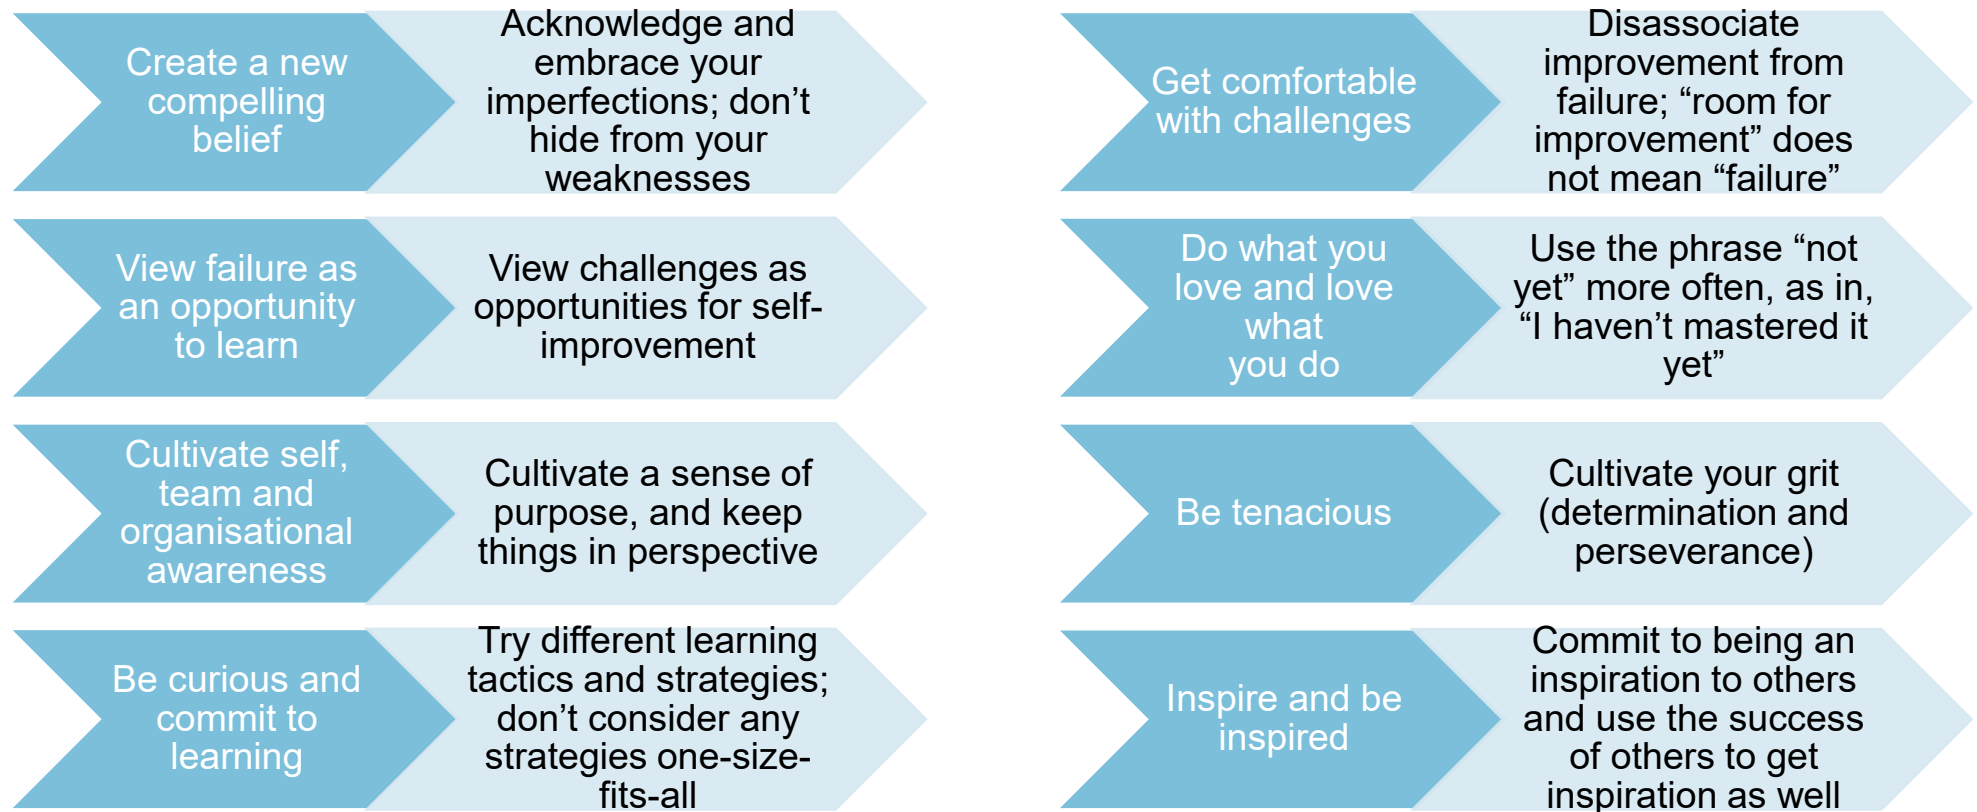 Create a new
compelling
belief
Acknowledge and
embrace your
imperfections; don’t
hide from your
weaknesses
View failure as
an opportunity
to learn
View challenges as
opportunities for self-
improvement
Cultivate self,
team and
organisational
awareness
Cultivate a sense of
purpose, and keep
things in perspective
Be curious and
commit to
learning
Try different learning
tactics and strategies;
don’t consider any
strategies one-size-
fits-all
Get comfortable
with challenges
Disassociate
improvement from
failure; “room for
improvement” does
not mean “failure”
Do what you
love and love
what
you do
Use the phrase “not
yet” more often, as in,
“I haven’t mastered it
yet”
Be tenacious
Cultivate your grit
(determination and
perseverance)
Inspire and be
inspired
Commit to being an
inspiration to others
and use the success
of others to get
inspiration as well